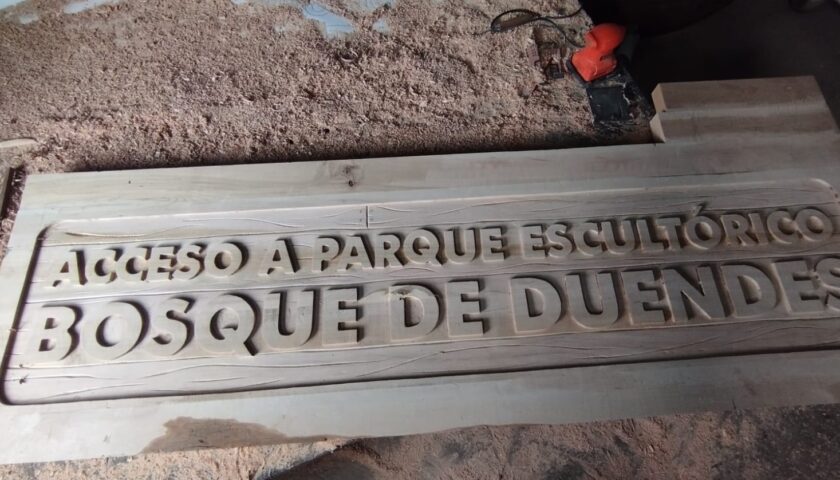 ACCESO A PARQUE ESCULTÓRICO
BOSQUE DE DUENDES